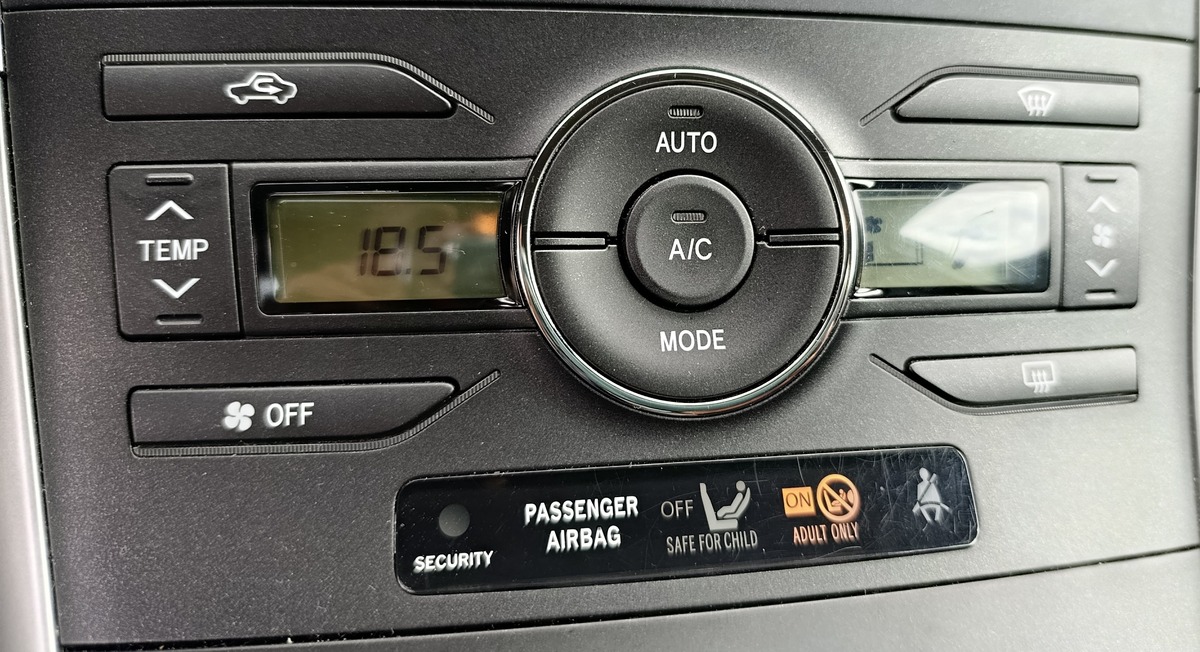 AUTO
TEMP
18.5
A/C
MODE
OFF
SECURITY
PASSENGER
AIRBAG
OFF
SAFE FOR CHILD
ON
ADULT ONLY